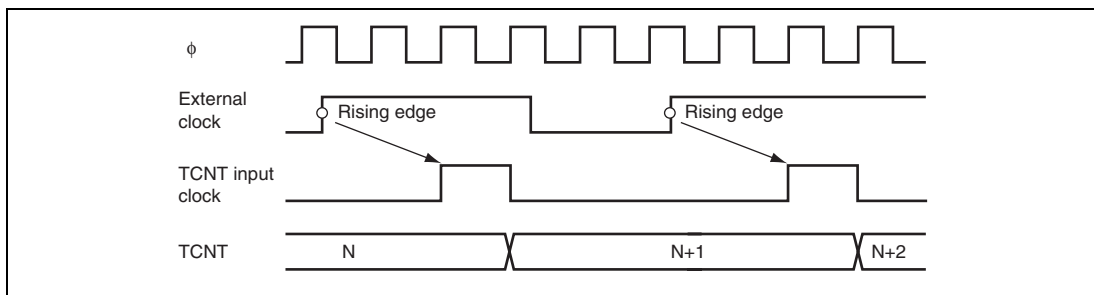 ϕ
External
clock
Rising edge
Rising edge
TCNT input
clock
TCNT
N
N+1
N+2